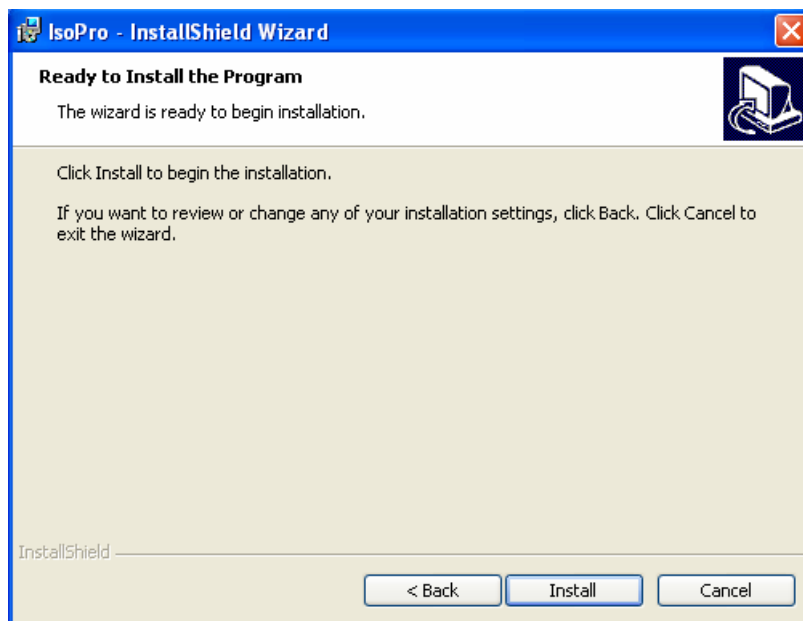 IsoPro - InstallShield Wizard
Ready to Install the Program
The wizard is ready to begin installation.
Click Install to begin the installation.
If you want to review or change any of your installation settings, click Back. Click Cancel to
exit the wizard.
InstallShield
< Back
Install
Cancel